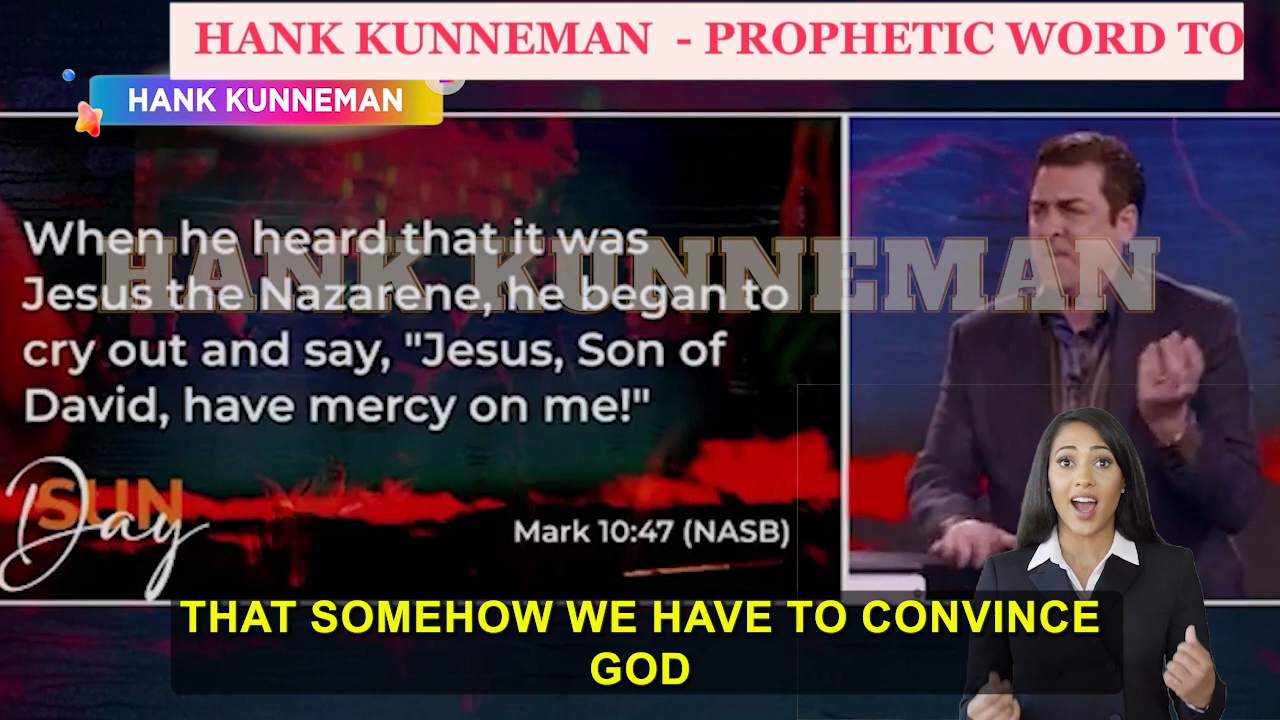 HANK KUNNEMAN - PROPHETIC WORD TO
HANK KUNNEMAN
When he heard that it was
HANK KUNNEMAN
Jesus the Nazarene, he began to
cry out and say, "Jesus, Son of
David, have mercy on me!"
SUN
Day
Mark 10:47 (NASB)
THAT SOMEHOW WE HAVE TO CONVINCE
GOD